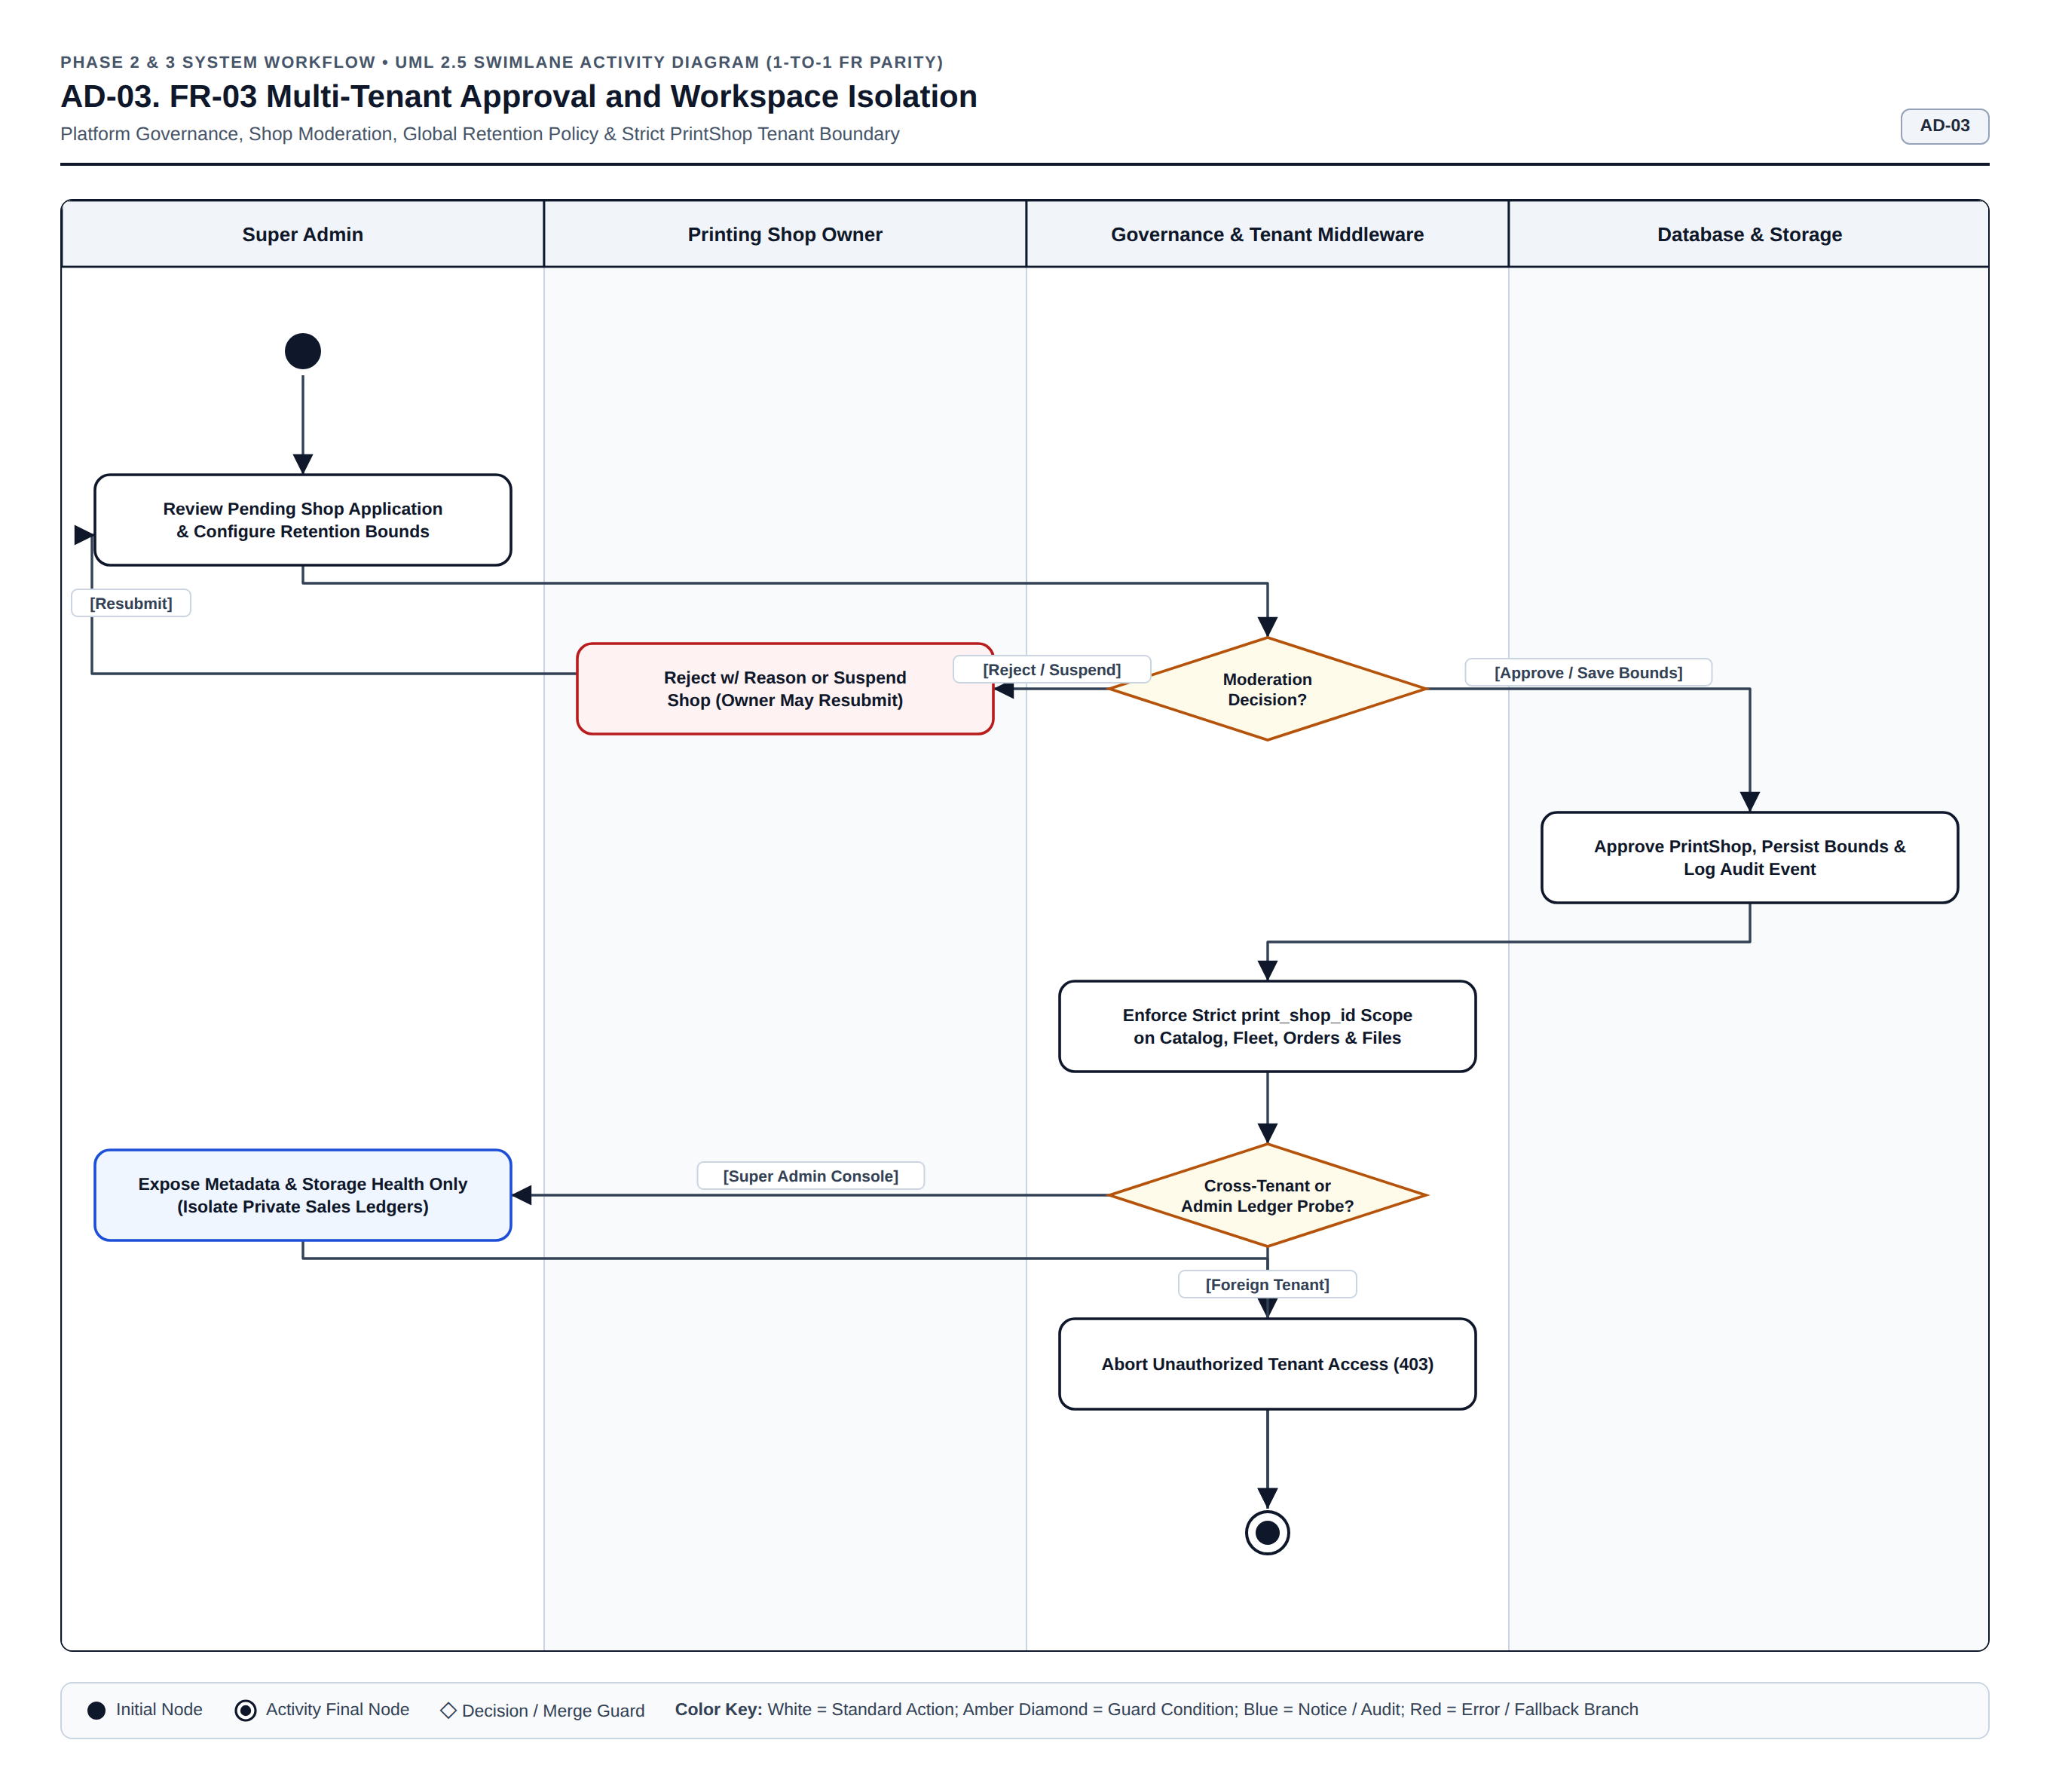 PHASE 2 & 3 SYSTEM WORKFLOW • UML 2.5 SWIMLANE ACTIVITY DIAGRAM (1-TO-1 FR PARITY)
AD-03. FR-03 Multi-Tenant Approval and Workspace Isolation
Platform Governance, Shop Moderation, Global Retention Policy & Strict PrintShop Tenant Boundary
AD-03
Super Admin
Printing Shop Owner
Governance & Tenant Middleware
Database & Storage
Review Pending Shop Application
& Configure Retention Bounds
[Resubmit]
Reject w/ Reason or Suspend
Shop (Owner May Resubmit)
[Reject / Suspend]
Moderation
Decision?
[Approve / Save Bounds]
Approve PrintShop, Persist Bounds &
Log Audit Event
Enforce Strict print_shop_id Scope
on Catalog, Fleet, Orders & Files
Expose Metadata & Storage Health Only
(Isolate Private Sales Ledgers)
[Super Admin Console]
Cross-Tenant or
Admin Ledger Probe?
[Foreign Tenant]
Abort Unauthorized Tenant Access (403)
Initial Node
Activity Final Node
Decision / Merge Guard
Color Key: White = Standard Action; Amber Diamond = Guard Condition; Blue = Notice / Audit; Red = Error / Fallback Branch